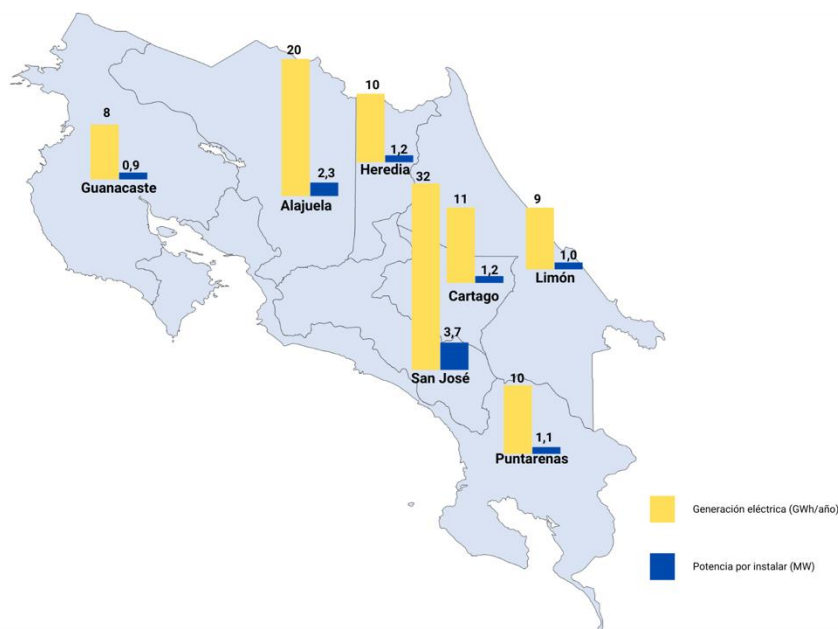 20
10
8
1,2
0,9
Heredia
2,3
32
Guanacaste
Alajuela
11
9
1,2
1,0
Cartago
Limón
3,7
San José
10
1,1
Puntarenas
Generación eléctrica (GWh/año)
Potencia por instalar (MW)